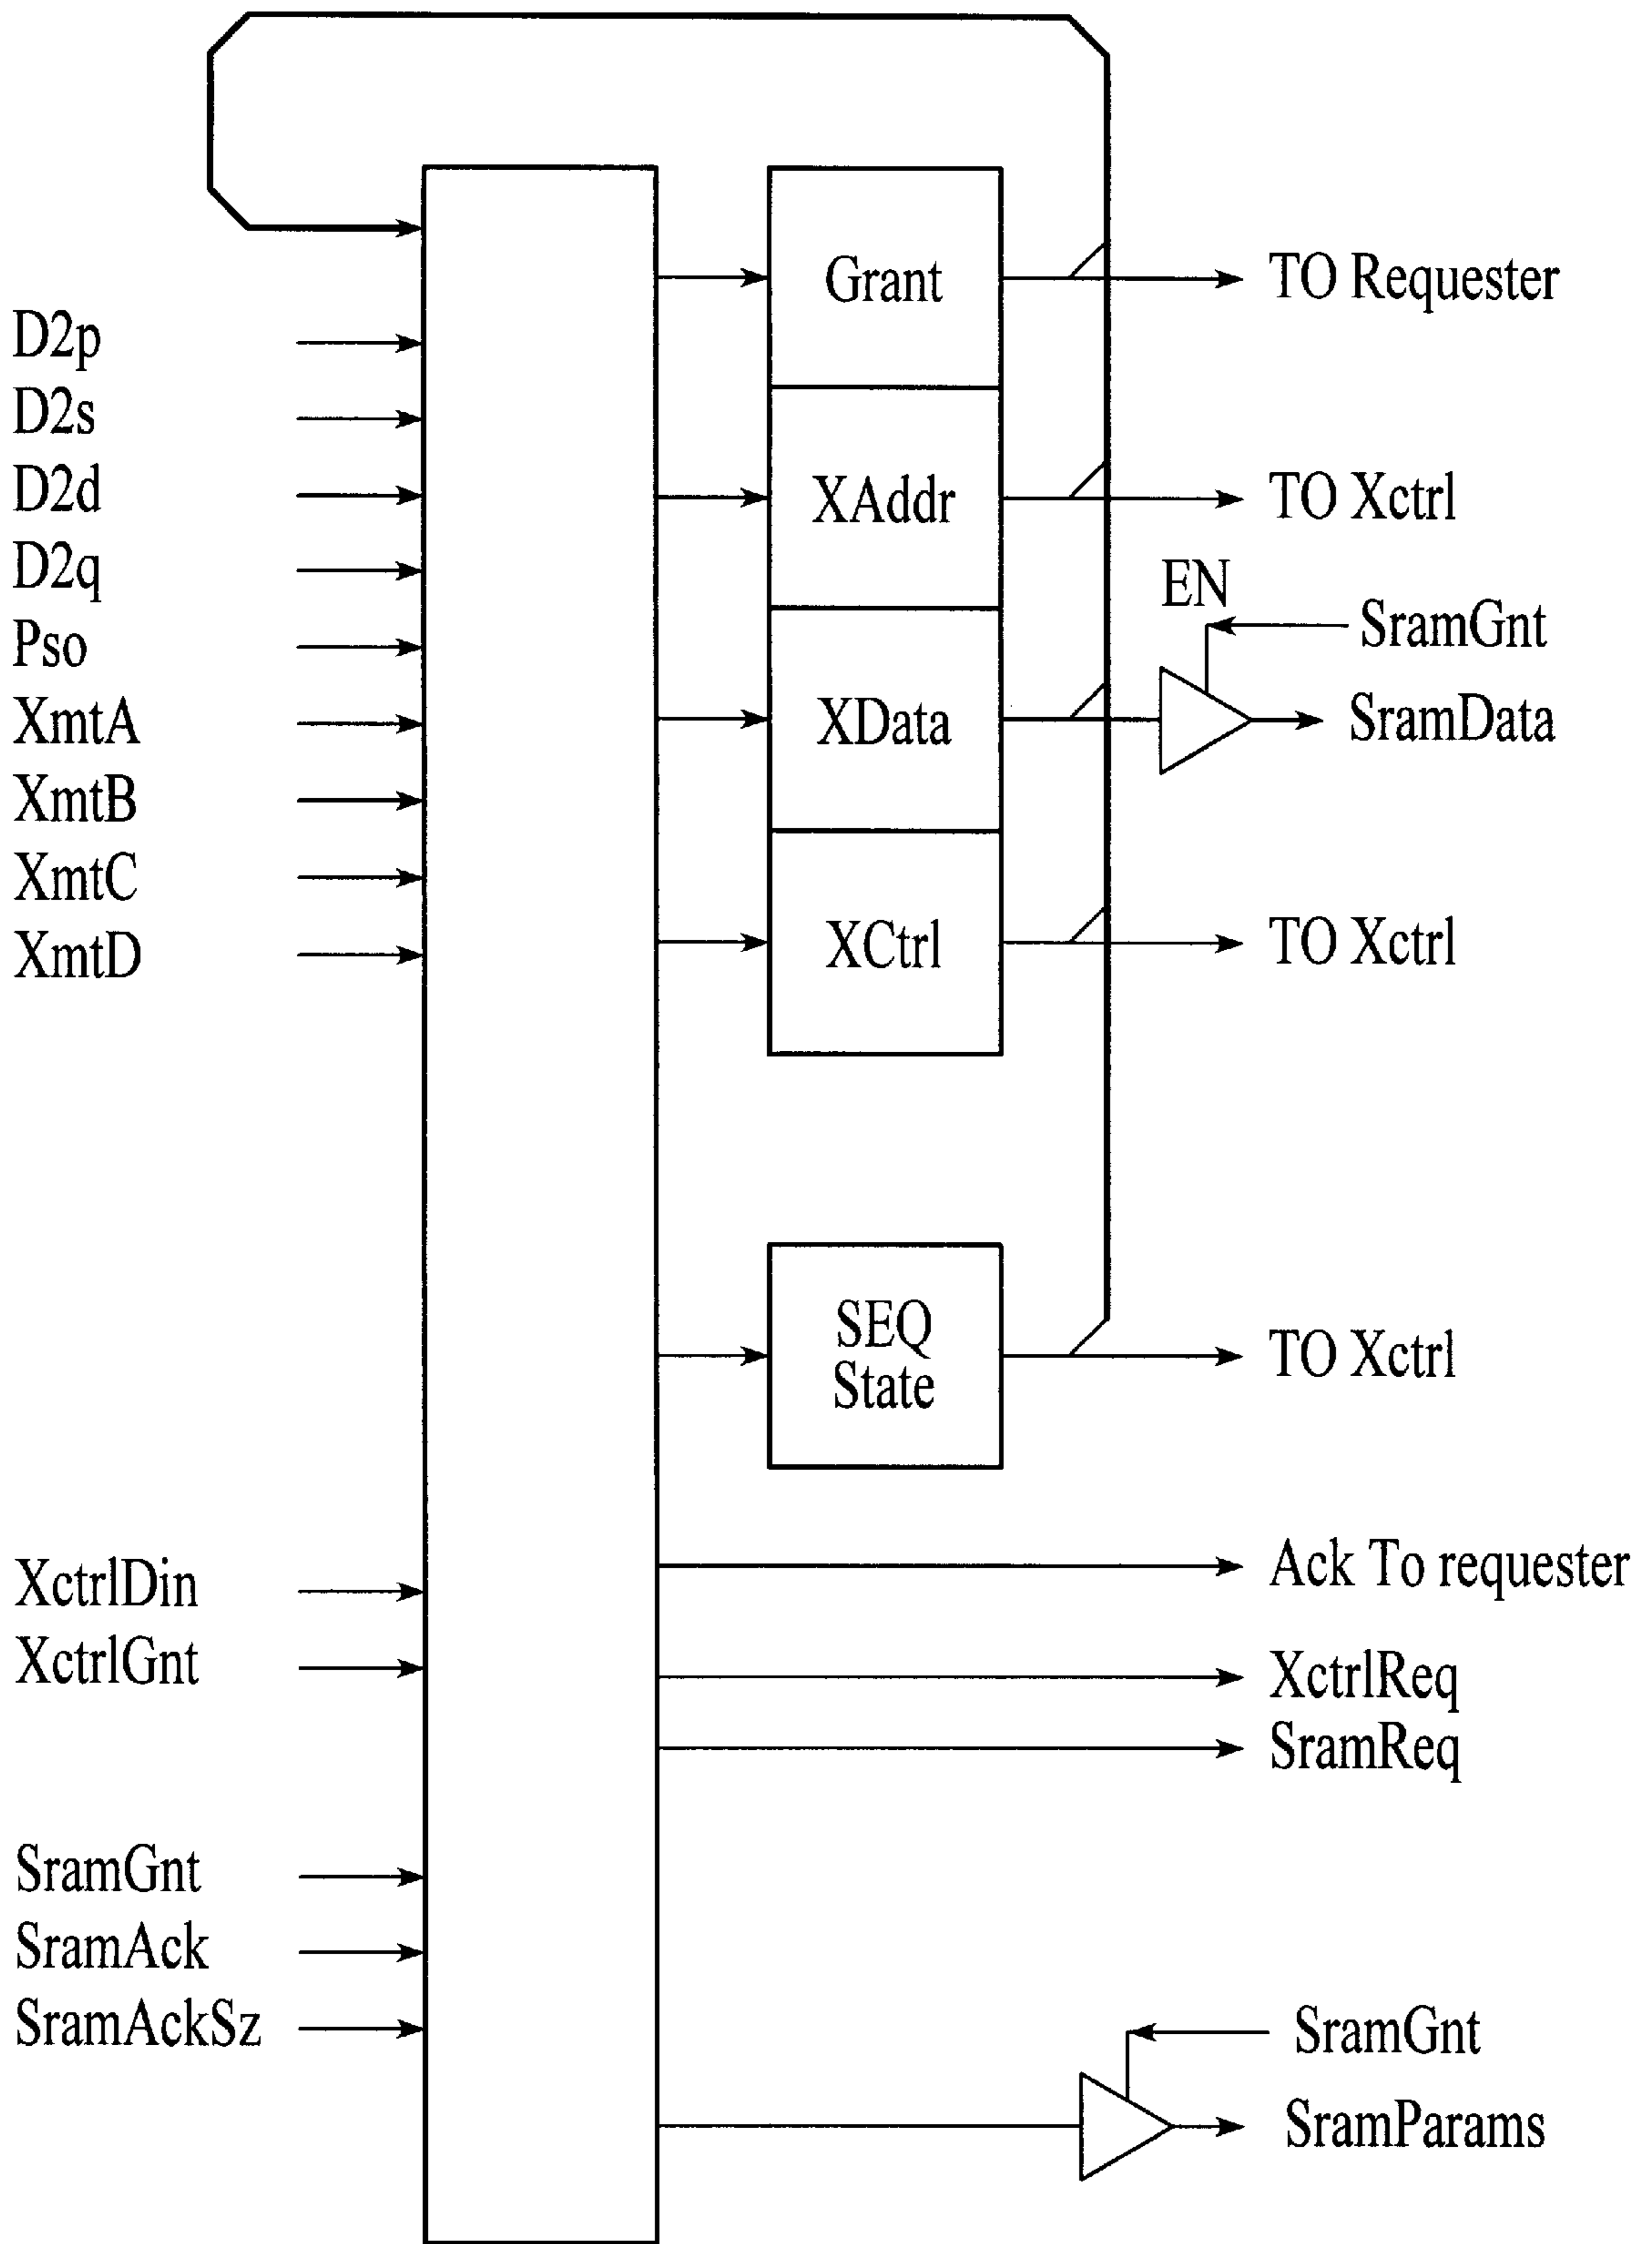 D2p
D2s
D2d
D2q
Pso
XmtA
XmtB
XmtC
XmtD
XctrlDin
XctrlGnt
SramGnt
SramAck
SramAckSz
Grant
XAddr
XData
XCtrl
SEQ
State
TO Requester
TO Xctrl
EN
SramGnt
SramData
TO Xctrl
TO Xctrl
Ack To requester
XctrlReq
SramReq
SramGnt
SramParams